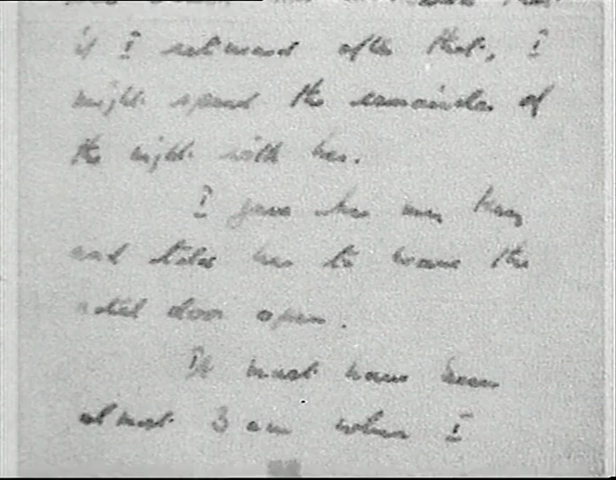 if I returned after that, I
might spend the remainder of
the night with her.
I gave her my key
and told her to leave the
hotel door open.
It must have been
almost 3 am when I